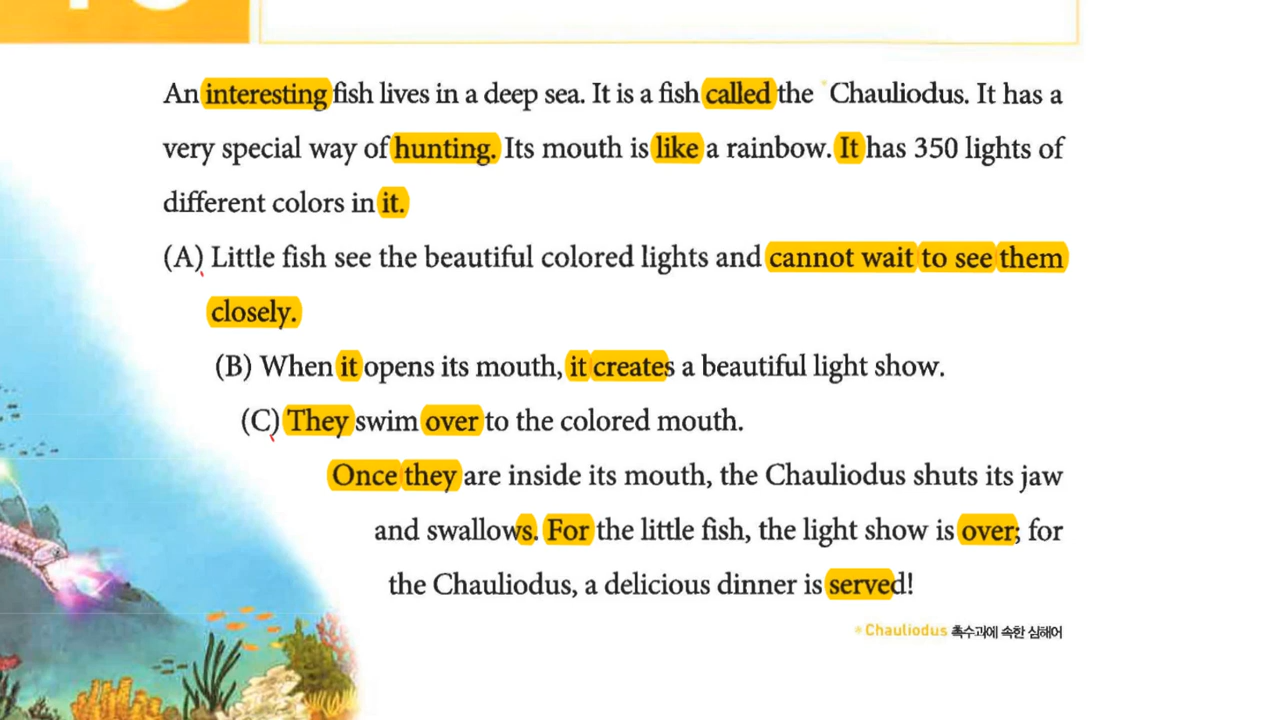 An interesting fish lives in a deep sea. It is a fish called the *Chauliodus. It has a
very special way of hunting. Its mouth is like a rainbow. It has 350 lights of
different colors in it.
(A) Little fish see the beautiful colored lights and cannot wait to see them
closely.
(B) When it opens its mouth, it creates a beautiful light show.
(C) They swim over to the colored mouth.
Once they are inside its mouth, the Chauliodus shuts its jaw
and swallows. For the little fish, the light show is over; for
the Chauliodus, a delicious dinner is served!
*Chauliodus 촉수과에 속한 심해어